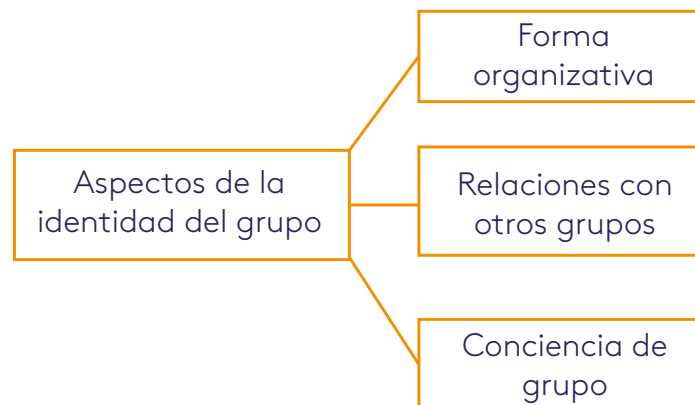 Forma
organizativa
Aspectos de la
identidad del grupo
Relaciones con
otros grupos
Conciencia de
grupo